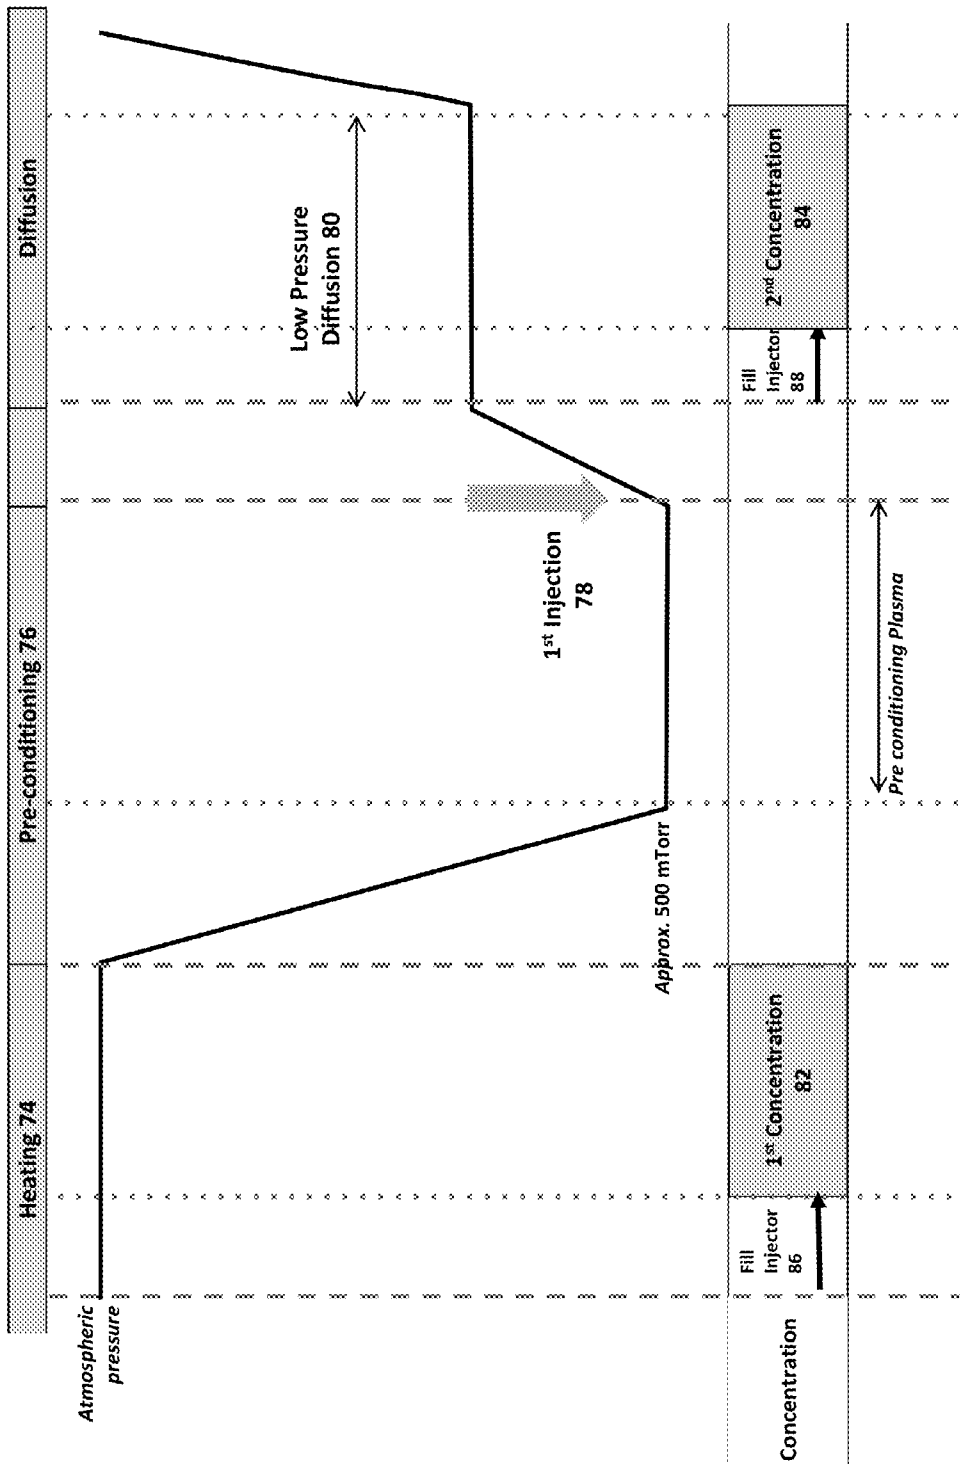 Heating 74
Pre-conditioning 76
Diffusion
Atmospheric
pressure
Low Pressure
Diffusion 80
1st Injection
78
Approx. 500 mTorr
Concentration
Fill
Injector
86
1st Concentration
82
Fill
Injector
88
2nd Concentration
84
Pre conditioning Plasma